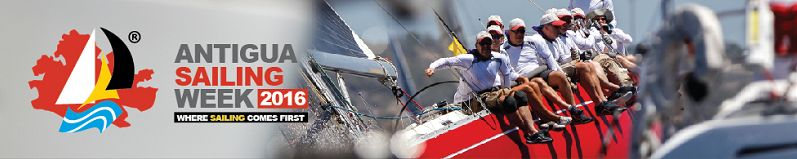 ®
ANTIGUA
SAILING
WEEK 2016
WHERE SAILING COMES FIRST